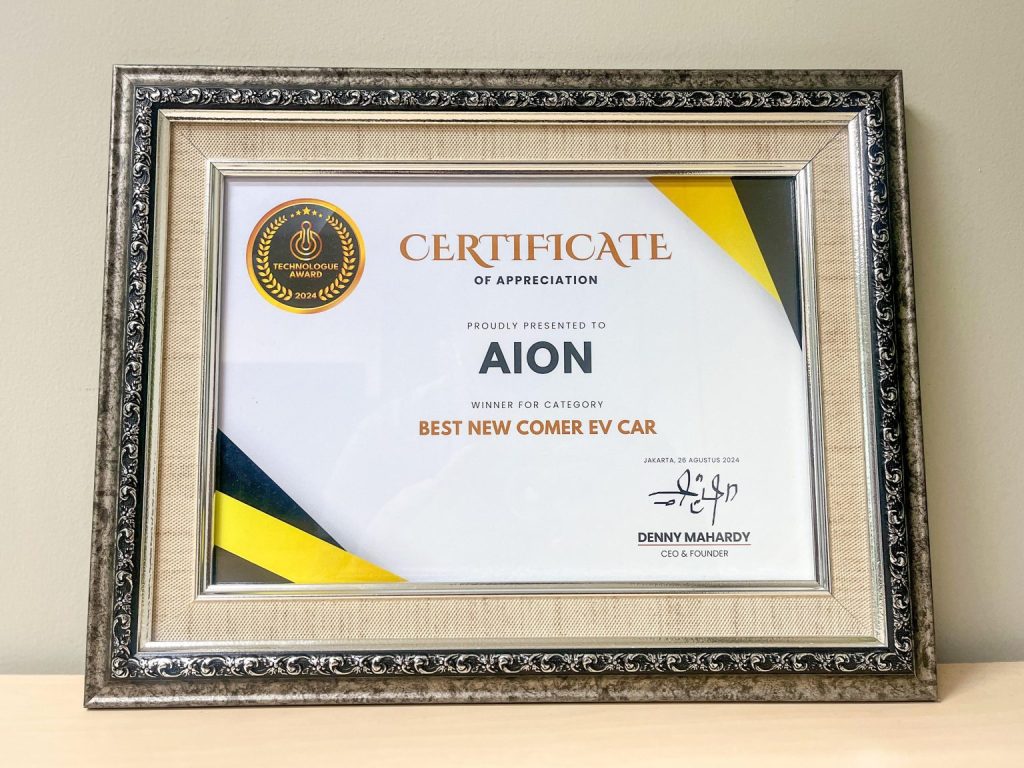 TECHNOLOGUE
AWARD
2024
CERTIFICATE
OF APPRECIATION
PROUDLY PRESENTED TO
AION
WINNER FOR CATEGORY
BEST NEW COMER EV CAR
JAKARTA, 26 AGUSTUS 2024
DENNY MAHARDY
CEO & FOUNDER